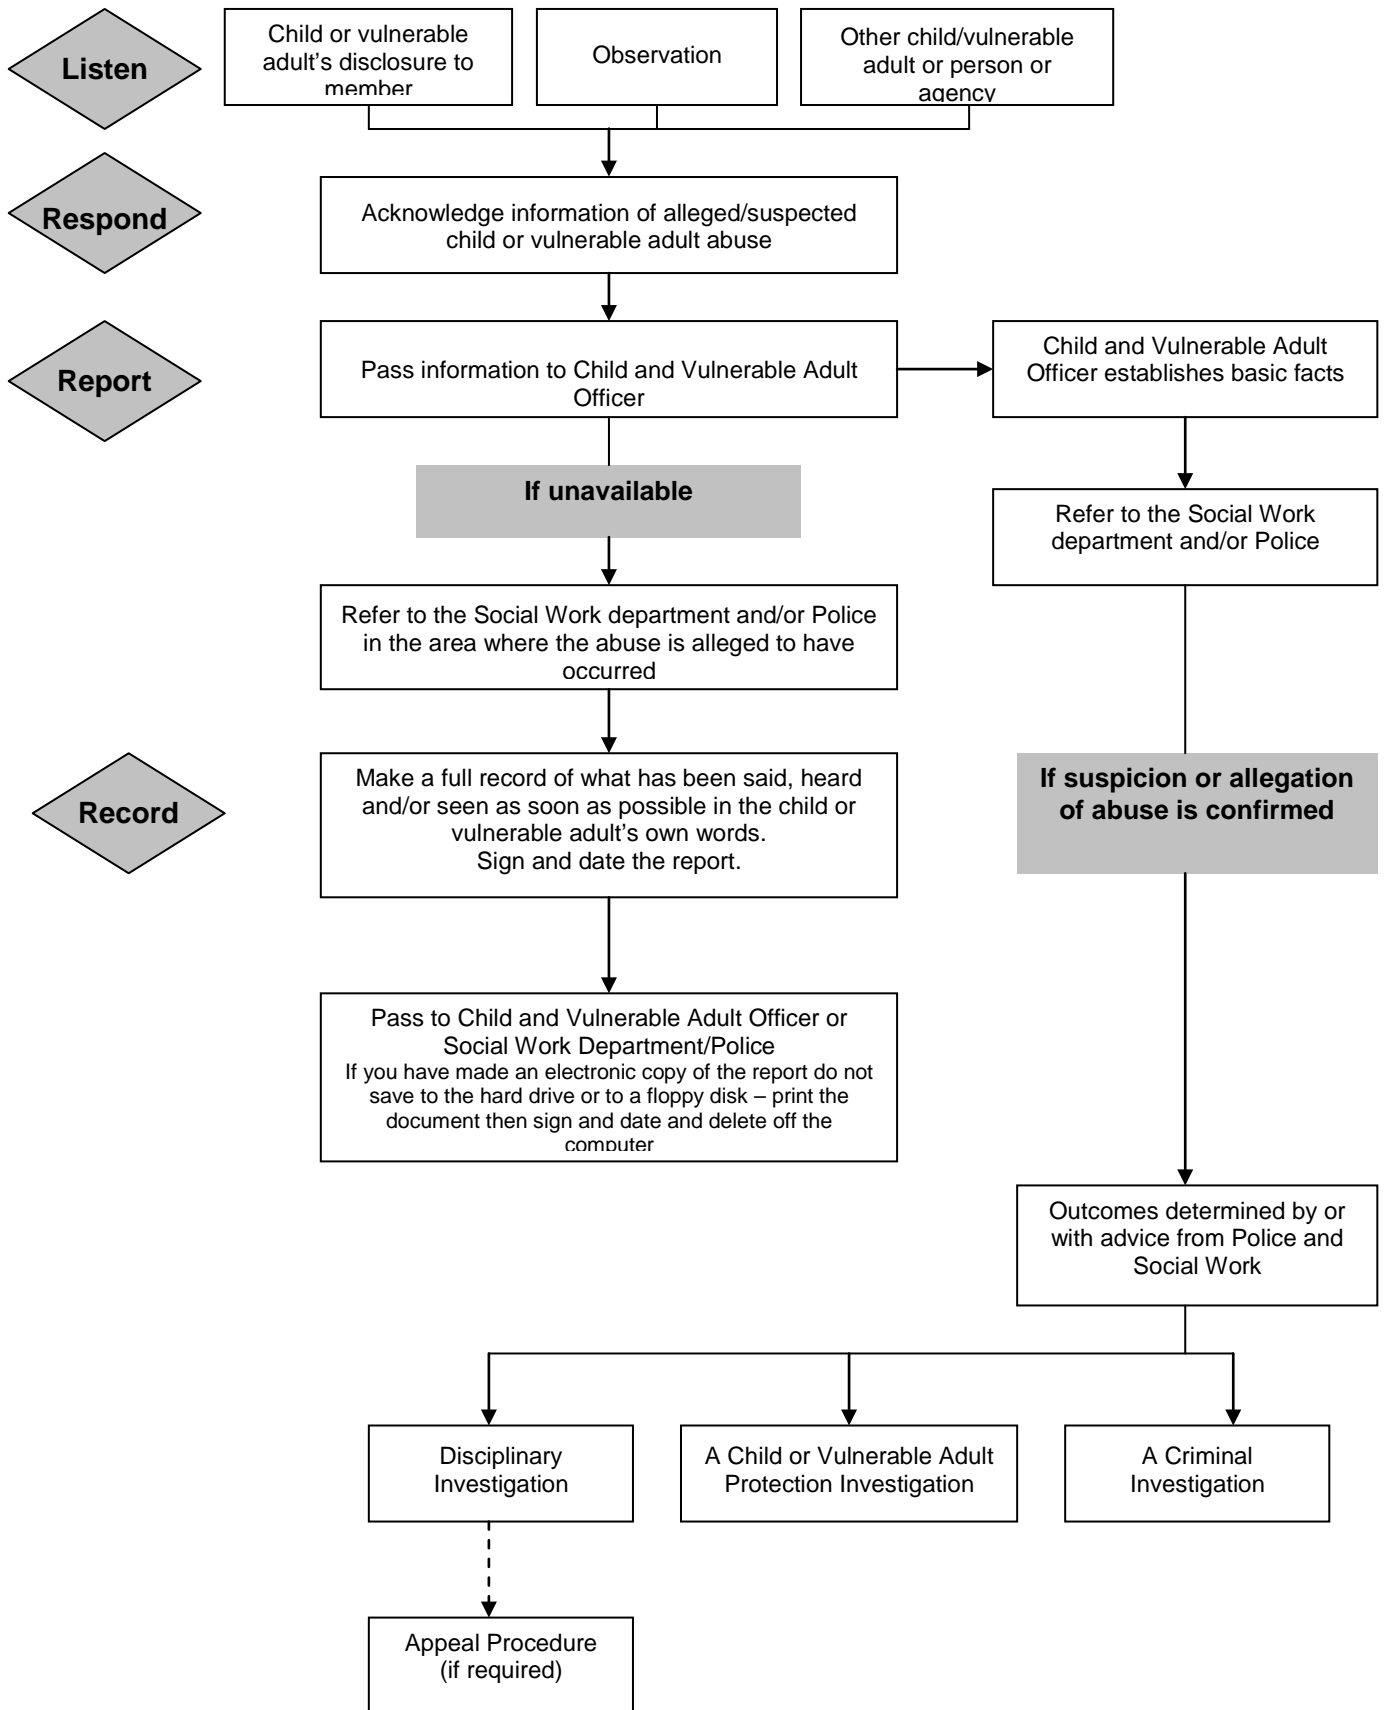 Listen
Child or vulnerable
adult's disclosure to
member
Observation
Other child/vulnerable
adult or person or
agency
Respond
Acknowledge information of alleged/suspected
child or vulnerable adult abuse
Report
Pass information to Child and Vulnerable Adult
Officer
Child and Vulnerable Adult
Officer establishes basic facts
If unavailable
Refer to the Social Work
department and/or Police
Refer to the Social Work department and/or Police
in the area where the abuse is alleged to have
occurred
Record
Make a full record of what has been said, heard
and/or seen as soon as possible in the child or
vulnerable adult's own words.
Sign and date the report.
If suspicion or allegation
of abuse is confirmed
Pass to Child and Vulnerable Adult Officer or
Social Work Department/Police
If you have made an electronic copy of the report do not
save to the hard drive or to a floppy disk – print the
document then sign and date and delete off the
computer
Outcomes determined by or
with advice from Police and
Social Work
Disciplinary
Investigation
A Child or Vulnerable Adult
Protection Investigation
A Criminal
Investigation
Appeal Procedure
(if required)